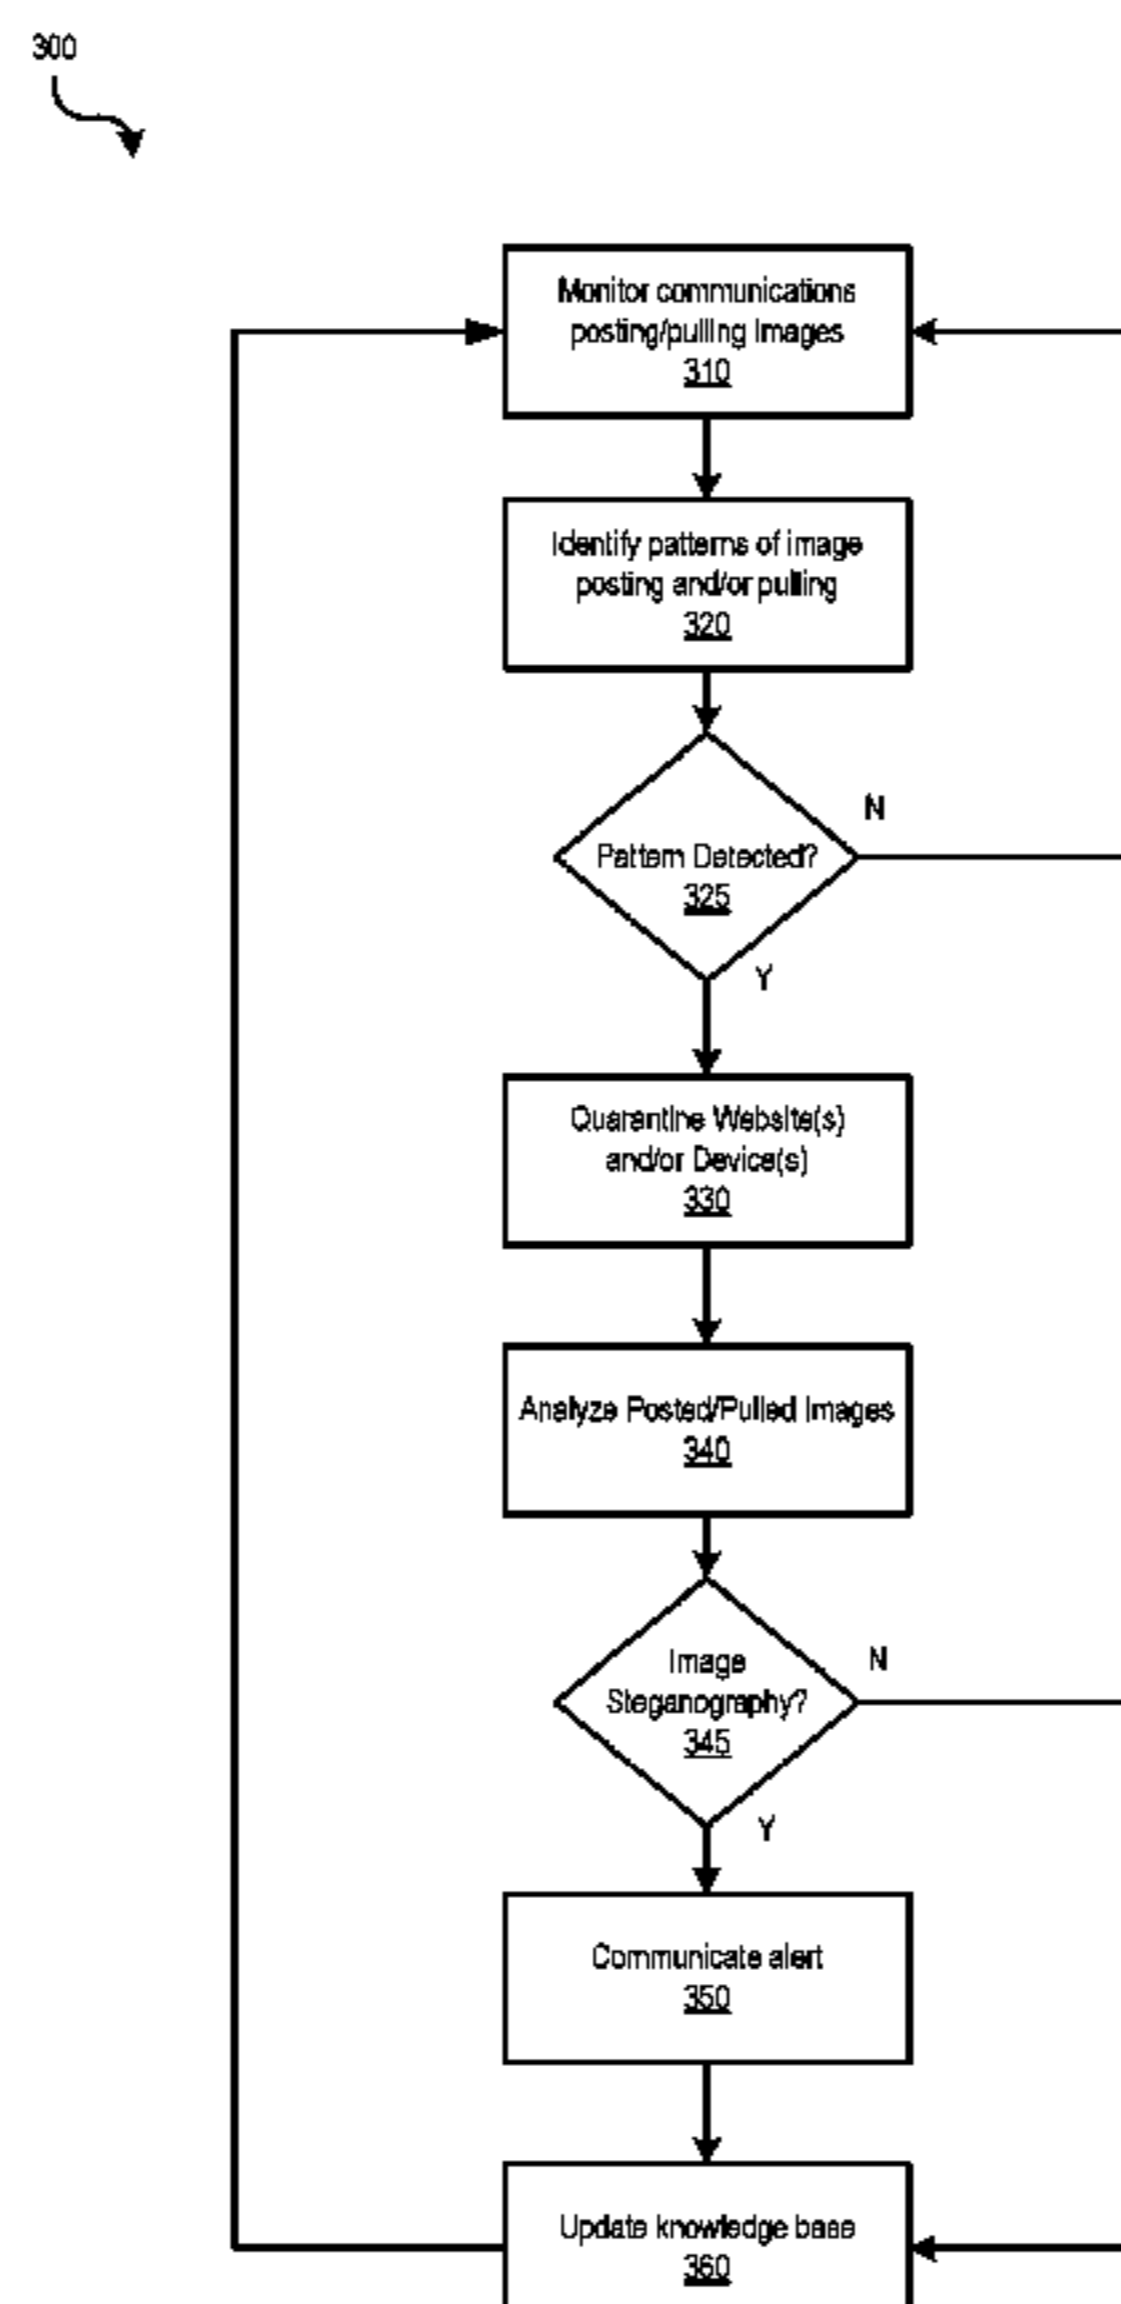 300
Monitor communications
posting/pulling images
310
Identify patterns of image
posting and/or pulling
320
N
Pattern Detected?
325
Y
Quarantine Website(s)
and/or Device(s)
330
Analyze Posted/Pulled Images
340
Image
N
Steganography?
345
Y
Communicate alert
350
Update knowledge base
360